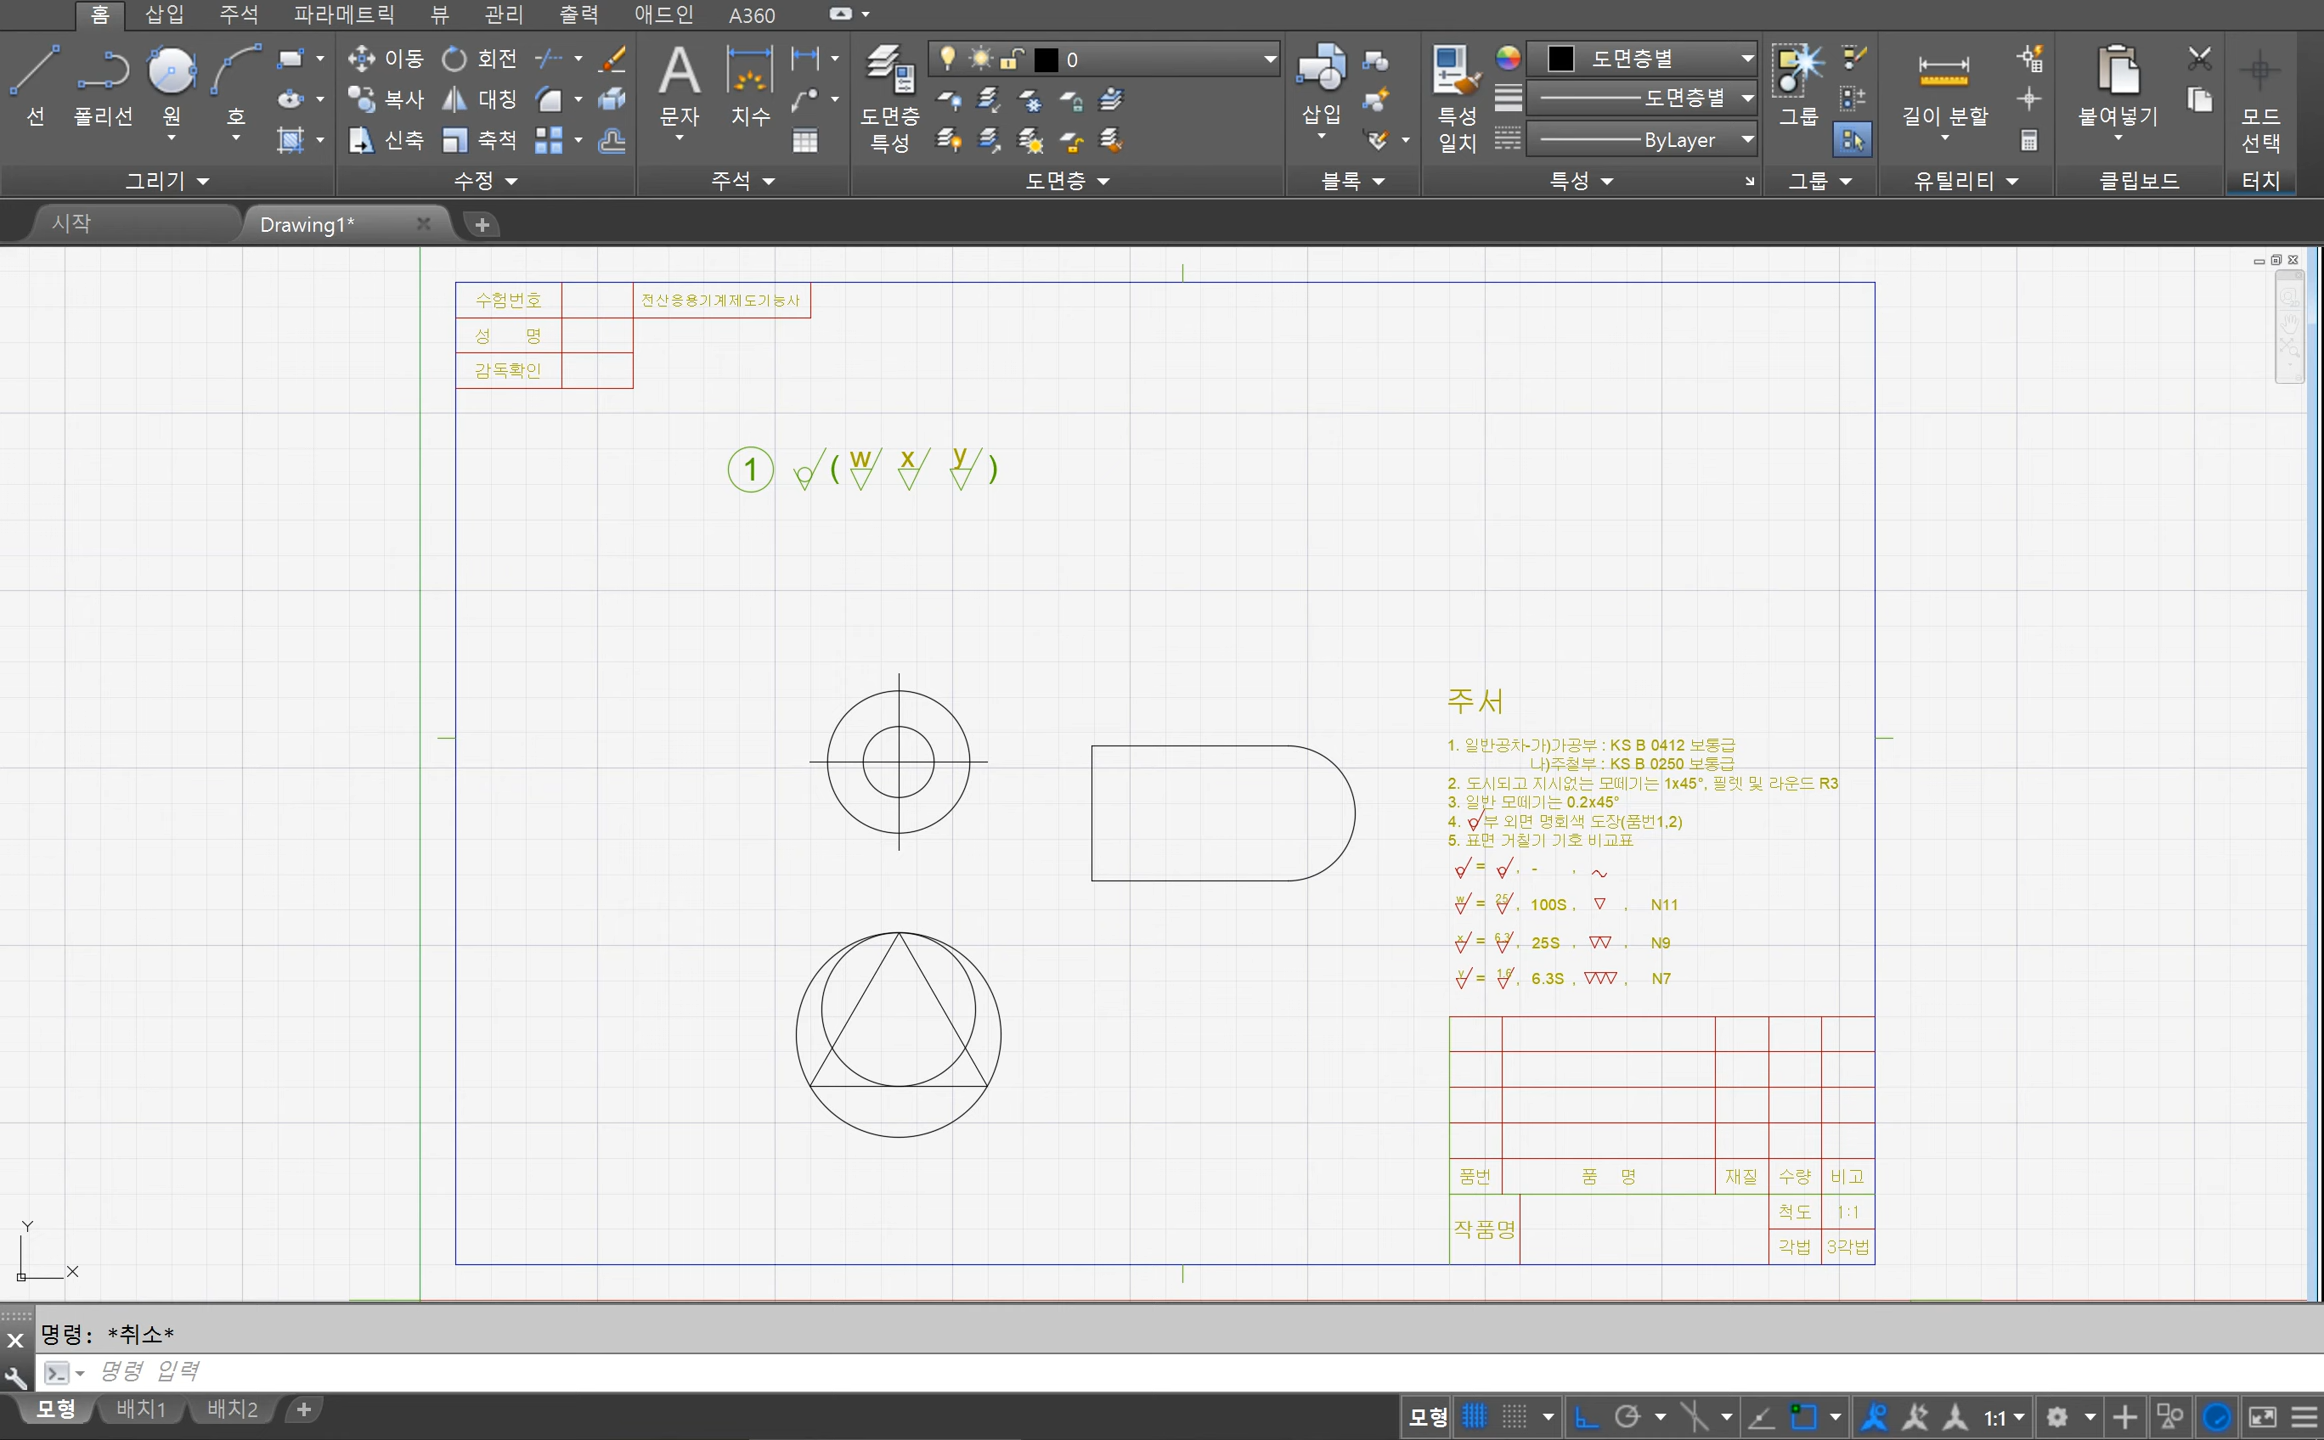 홈 삽입 주석 파라메트릭 뷰 관리 출력 애드인 A360
선 폴리선 원 호
이동 회전
복사 대칭
신축 축척
문자 치수
도면층 특성
0
삽입
특성 일치
도면층별
도면층별
ByLayer
그룹
길이 분할
붙여넣기
모드 선택
그리기 수정 주석 도면층 블록 특성 그룹 유틸리티 클립보드 터치
시작 Drawing1*
수험번호 전산응용기계제도기능사
성 명
감독확인
1 ( w x y )
주서
1. 일반공차-가)가공부 : KS B 0412 보통급
나)주철부 : KS B 0250 보통급
2. 도시되고 지시없는 모떼기는 1x45°, 필렛 및 라운드 R3
3. 일반 모떼기는 0.2x45°
4. 부 외면 명회색 도장(품번1,2)
5. 표면 거칠기 기호 비교표
= , - ,
w = 25 , 100S , , N11
x = 6.3 , 25S , , N9
y = 1.6 , 6.3S , , N7
품번 품 명 재질 수량 비고
작품명
척도 1:1
각법 3각법
Y
X
명령: *취소*
명령 입력
모형 배치1 배치2
모형 1:1